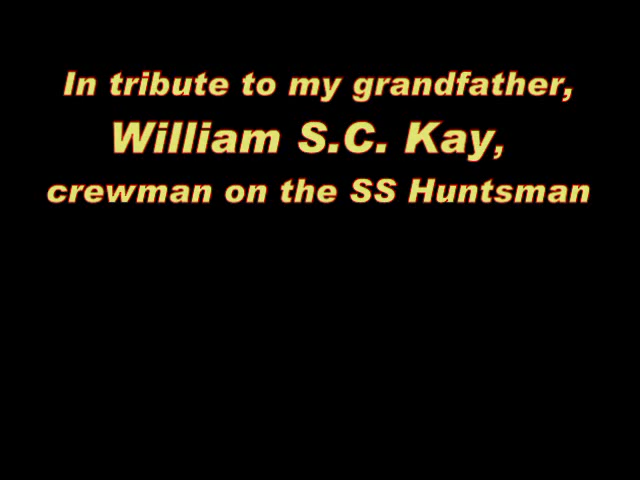 In tribute to my grandfather,
William S.C. Kay,
crewman on the SS Huntsman